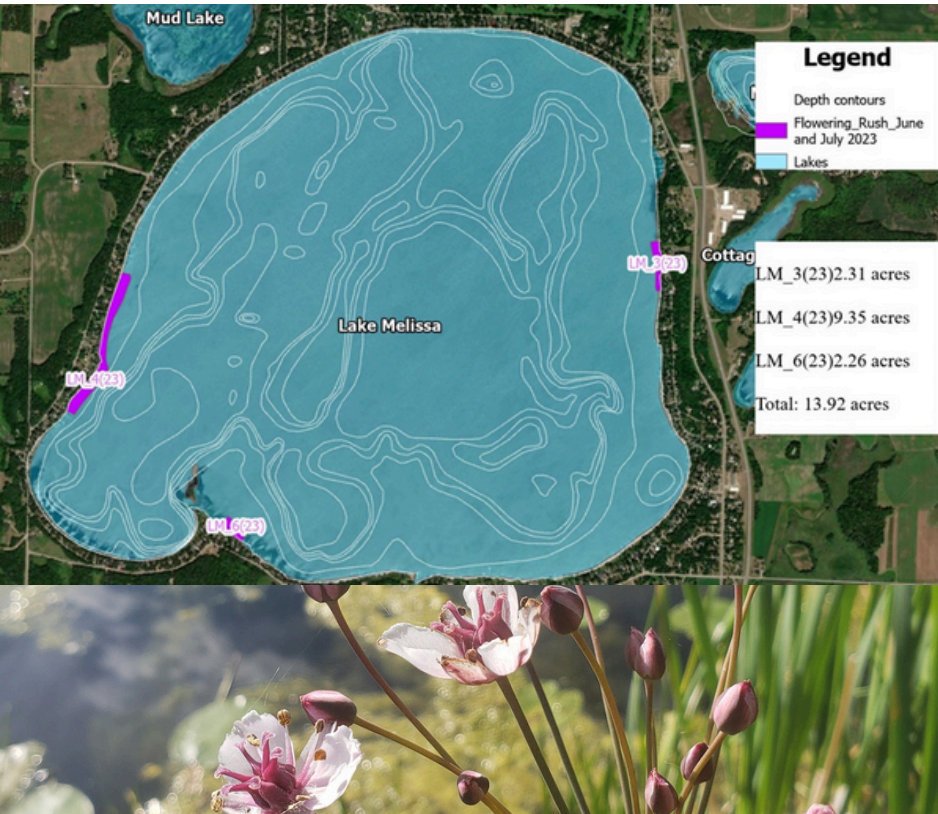 Mud Lake
Legend
Depth contours
Flowering_Rush_June
and July 2023
Lakes
LM_3(23)
Cottag
LM_3(23)2.31 acres
LM_4(23)9.35 acres
LM_6(23)2.26 acres
Total: 13.92 acres
Lake Melissa
LM_4(23)
LM_6(23)